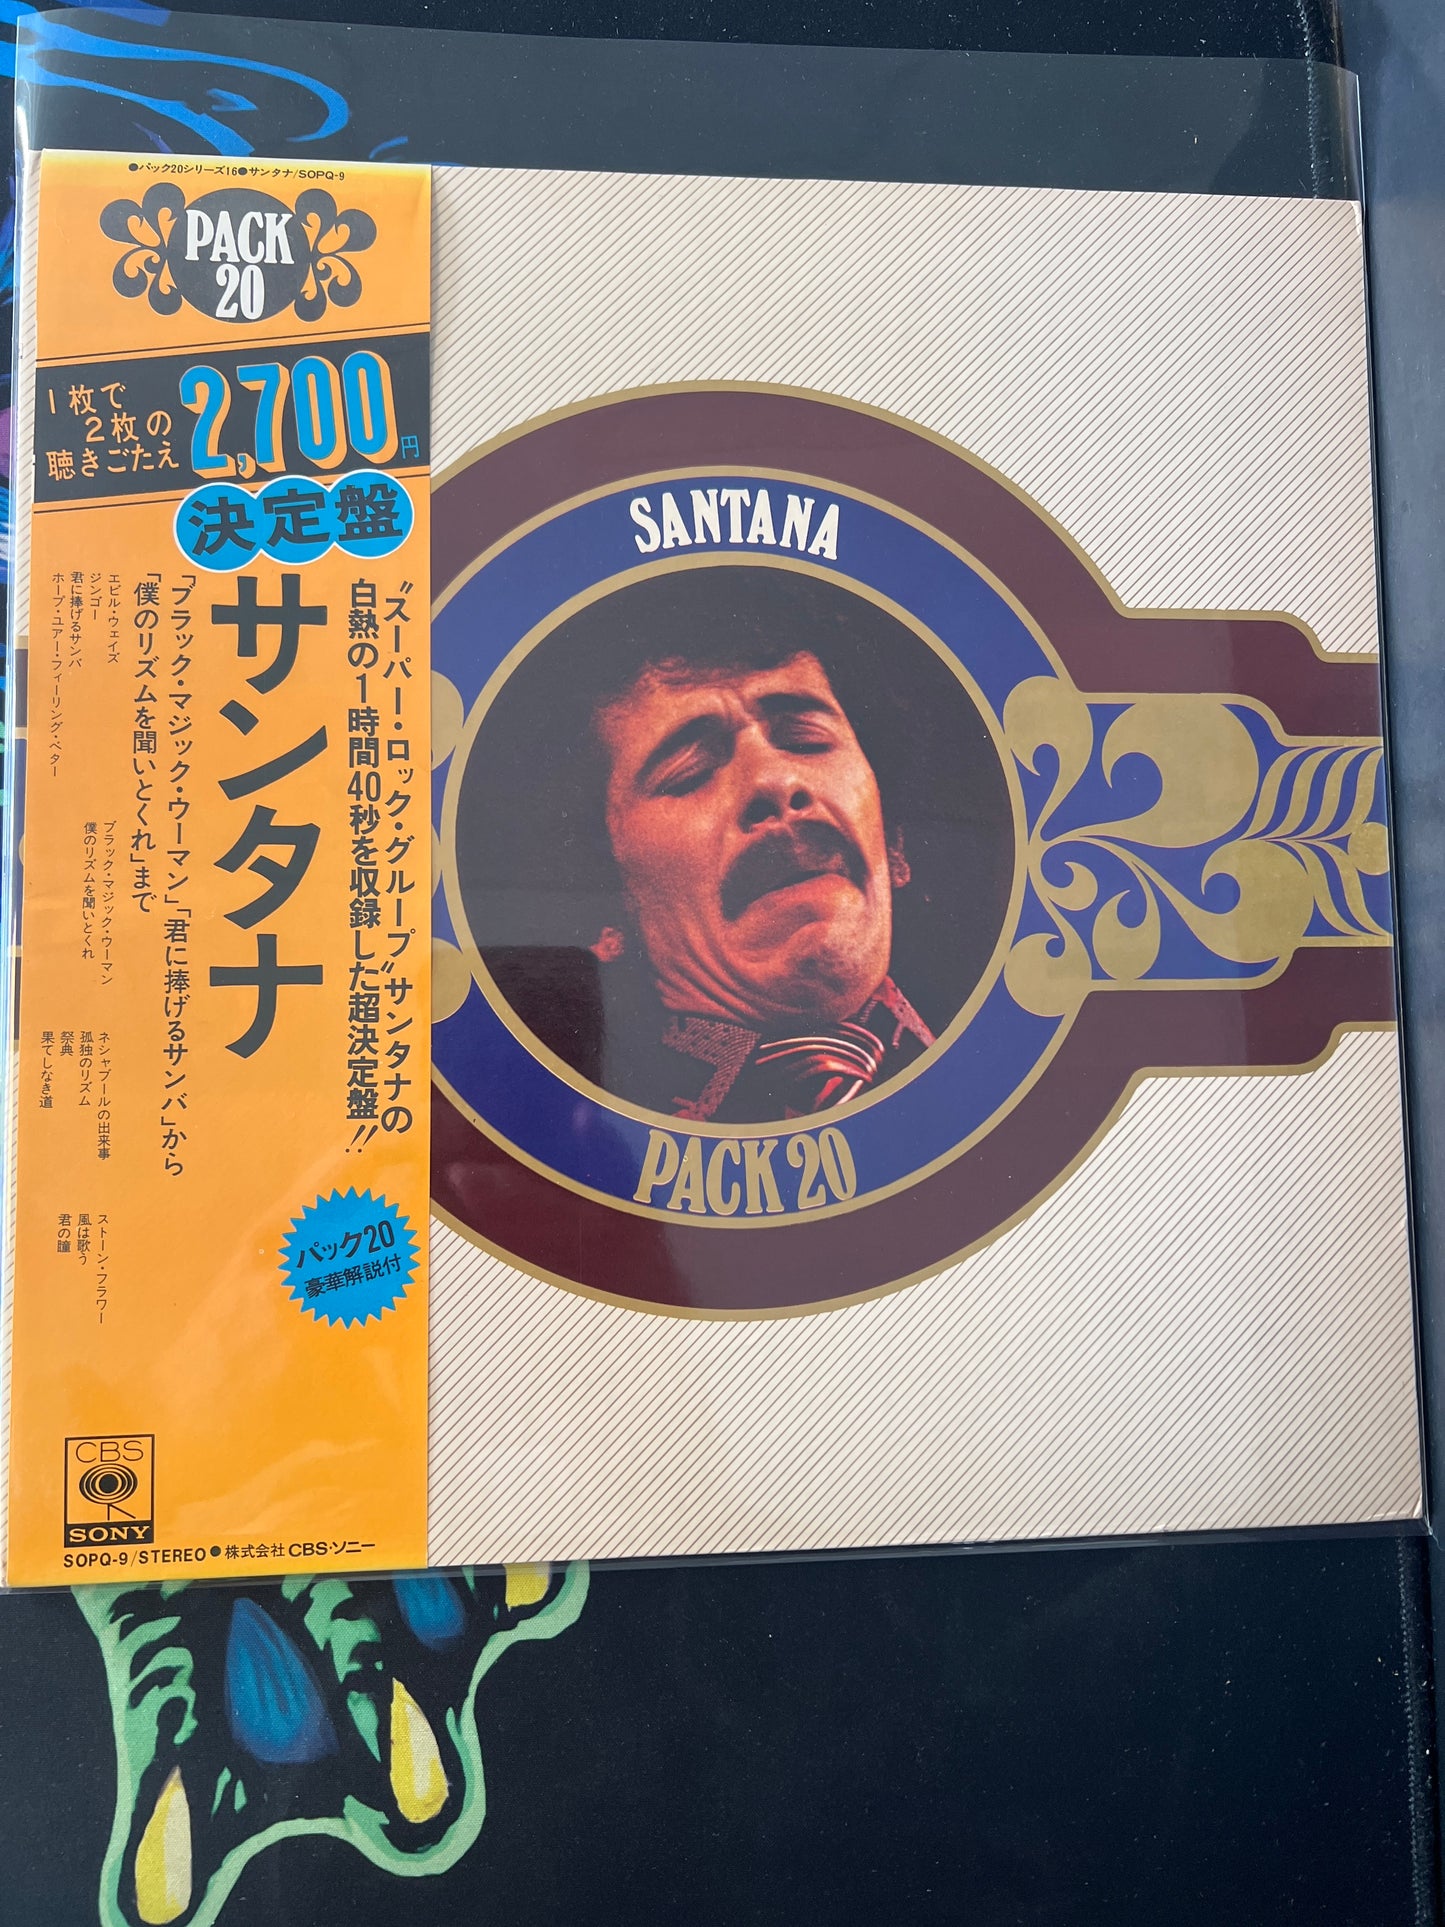 ●パック20シリーズ16●サンタナ/SOPQ-9
PACK
20
1枚で
2枚の
聴きごたえ
2,700円
決定盤
〝スーパー・ロック・グループ〟サンタナの
白熱の1時間40秒を収録した超決定盤!!
サンタナ
「ブラック・マジック・ウーマン」「君に捧げるサンバ」から
「僕のリズムを聞いとくれ」まで
エビル・ウェイズ
ジンゴー
君に捧げるサンバ
ホープ・ユアー・フィーリング・ベター
ブラック・マジック・ウーマン
僕のリズムを聞いとくれ
ネシャブールの出来事
孤独のリズム
祭典
果てしなき道
ストーン・フラワー
風は歌う
君の瞳
パック20
豪華解説付
CBS
SONY
SOPQ-9/STEREO●株式会社CBS・ソニー
SANTANA
PACK 20